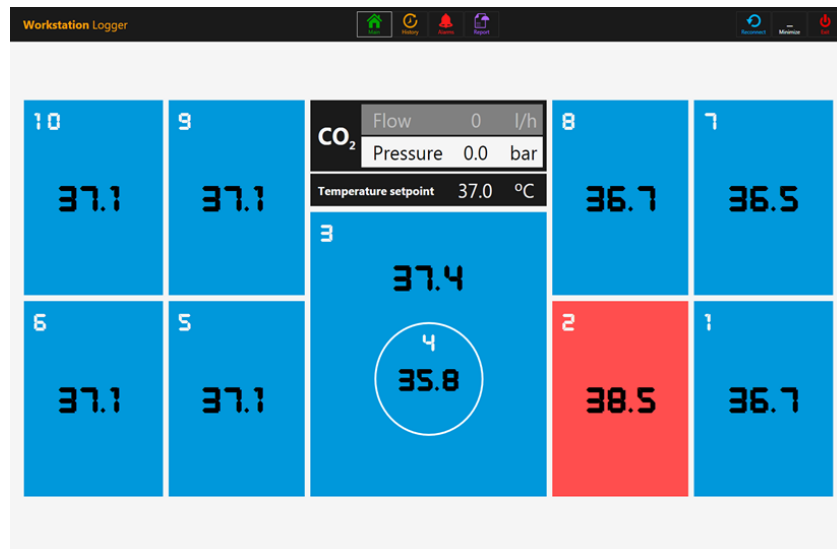 Workstation Logger
Main
History
Alarms
Report
Reconnect
Minimize
Exit
10
37.1
9
37.1
CO2
Flow 0 l/h
Pressure 0.0 bar
Temperature setpoint 37.0 °C
8
36.7
7
36.5
3
37.4
4
35.8
6
37.1
5
37.1
2
38.5
1
36.7